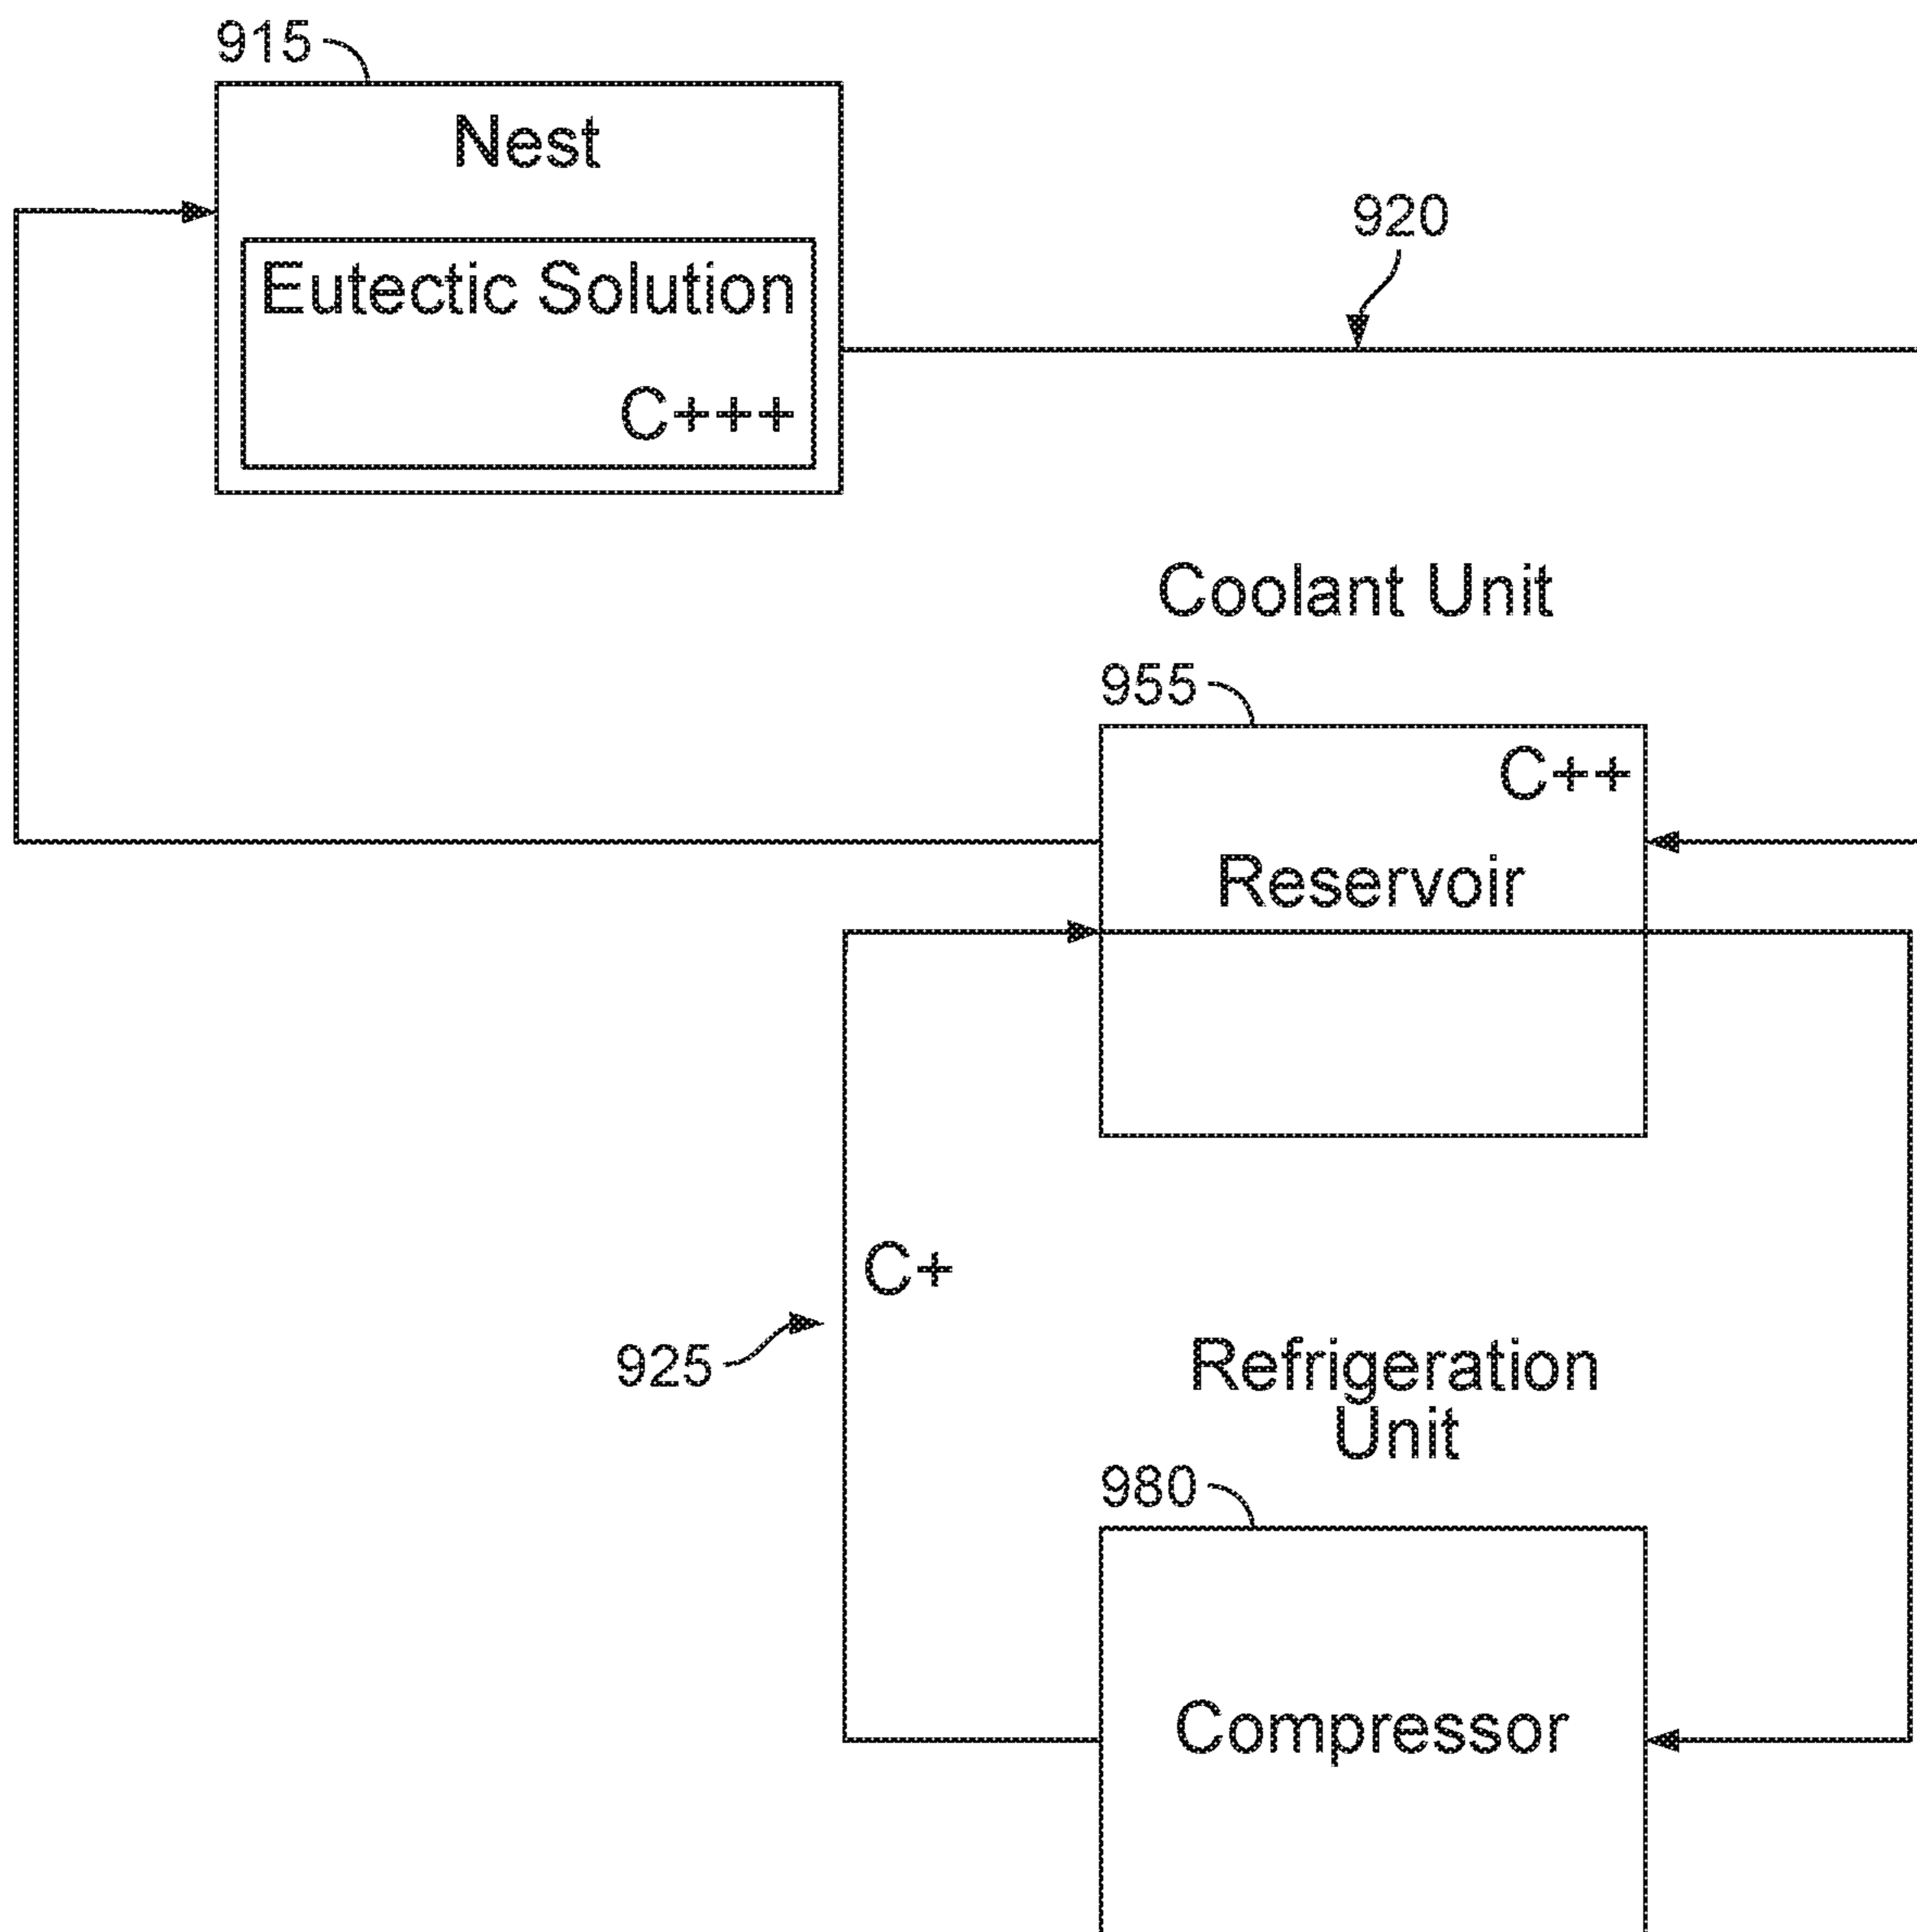 915
Nest
920
Eutectic Solution
C+++
Coolant Unit
955
C++
Reservoir
C+
925
Refrigeration
Unit
980
Compressor